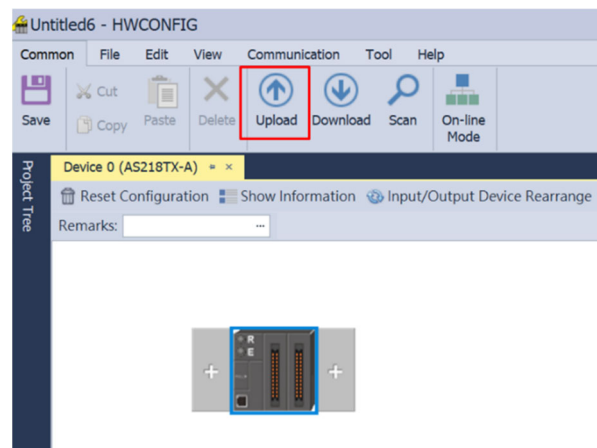 Untitled6 - HWCONFIG
Common File Edit View Communication Tool Help
Save Cut Copy Paste Delete Upload Download Scan On-line Mode
Project Tree
Device 0 (AS218TX-A)
Reset Configuration Show Information Input/Output Device Rearrange
Remarks: ...
R
E